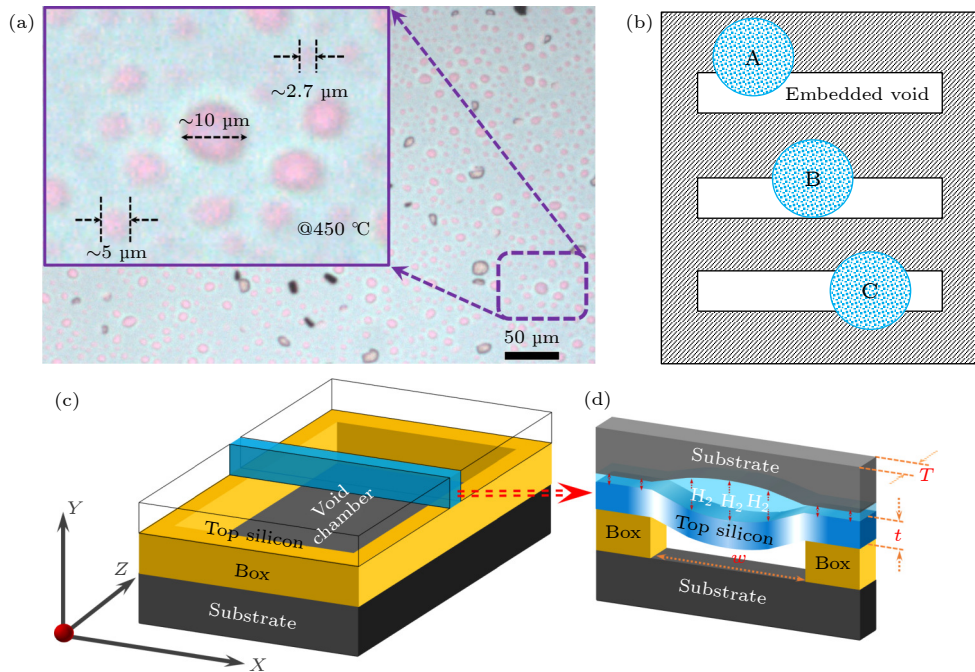 (a)
~2.7 µm
~10 µm
~5 µm
@450 ℃
50 µm
(b)
A
Embedded void
B
C
(c)
Y
Z
X
Void
chamber
Top silicon
Box
Substrate
(d)
Substrate
T
H₂ H₂ H₂
Top silicon
t
Box
w
Box
Substrate